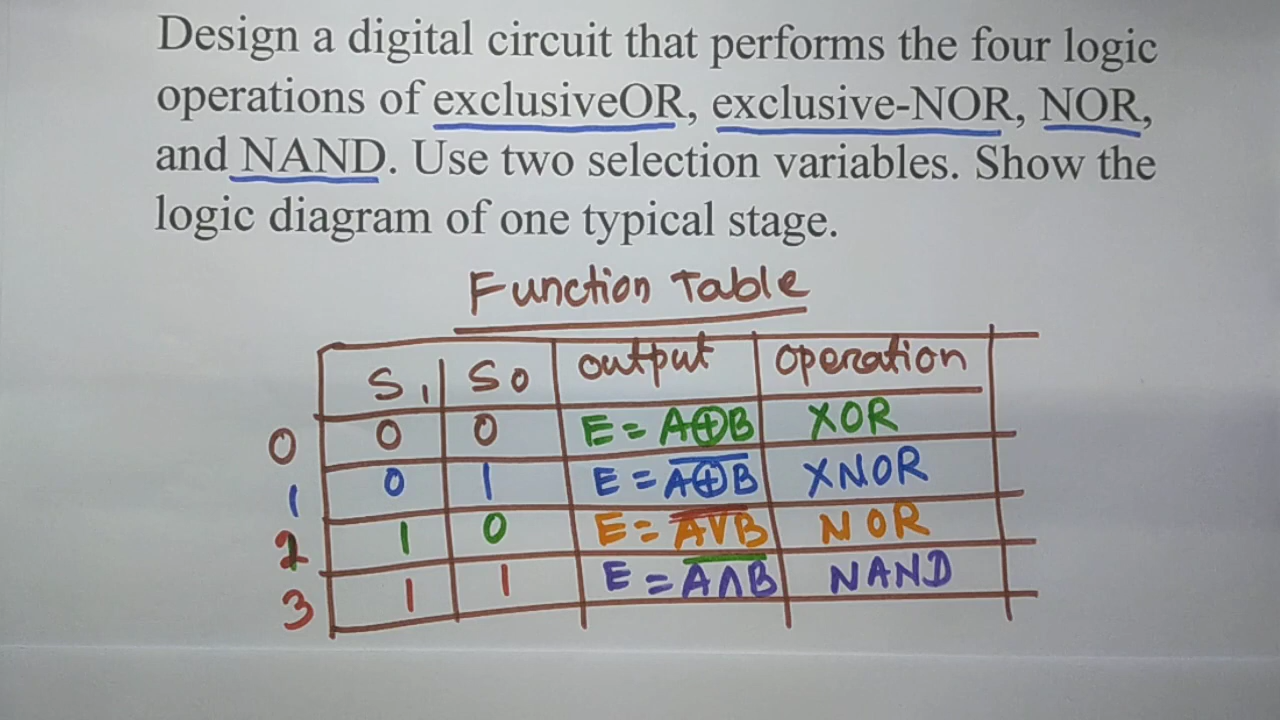 Design a digital circuit that performs the four logic
operations of exclusiveOR, exclusive-NOR, NOR,
and NAND. Use two selection variables. Show the
logic diagram of one typical stage.
Function Table
S₁ S₀ output operation
0 0 0 E = A⊕B XOR
1 0 1 E = A̅⊕̅B̅ XNOR
2 1 0 E = A̅V̅B̅ NOR
3 1 1 E = A̅Λ̅B̅ NAND